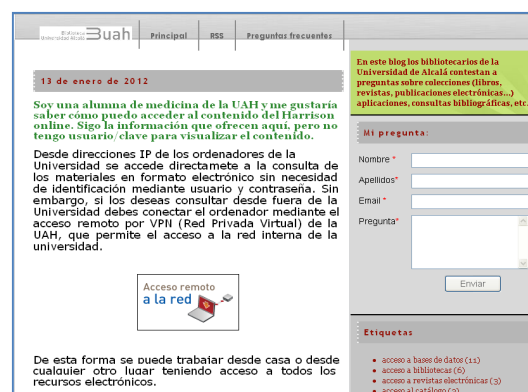 Biblioteca
Universidad Alcalá Buah
Principal
RSS
Preguntas frecuentes
13 de enero de 2012
Soy una alumna de medicina de la UAH y me gustaría
saber cómo puedo acceder al contenido del Harrison
online. Sigo la información que ofrecen aquí, pero no
tengo usuario/clave para visualizar el contenido.
Desde direcciones IP de los ordenadores de la
Universidad se accede directamete a la consulta de
los materiales en formato electrónico sin necesidad
de identificación mediante usuario y contraseña. Sin
embargo, si los deseas consultar desde fuera de la
Universidad debes conectar el ordenador mediante el
acceso remoto por VPN (Red Privada Virtual) de la
UAH, que permite el acceso a la red interna de la
universidad.
Acceso remoto
a la red
De esta forma se puede trabajar desde casa o desde
cualquier otro lugar teniendo acceso a todos los
recursos electrónicos.
En este blog los bibliotecarios de la
Universidad de Alcalá contestan a
preguntas sobre colecciones (libros,
revistas, publicaciones electrónicas...)
aplicaciones, consultas bibliográficas, etc.
Mi pregunta:
Nombre *
Apellidos*
Email *
Pregunta*
Enviar
Etiquetas
acceso a bases de datos (11)
acceso a bibliotecas (6)
acceso a revistas electrónicas (3)
acceso al catálogo (2)